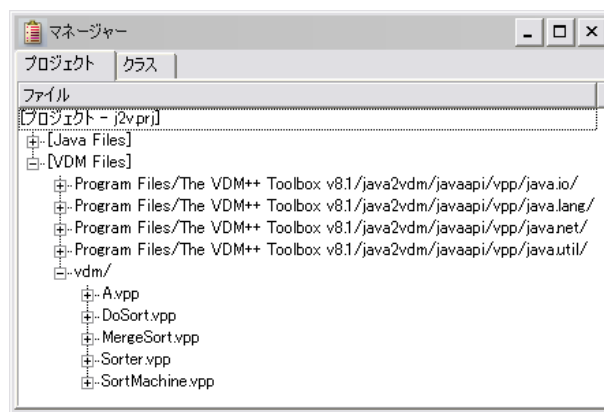 マネージャー
プロジェクト クラス
ファイル
[プロジェクト - j2v.prj]
[Java Files]
[VDM Files]
Program Files/The VDM++ Toolbox v8.1/java2vdm/javaapi/vpp/java.io/
Program Files/The VDM++ Toolbox v8.1/java2vdm/javaapi/vpp/java.lang/
Program Files/The VDM++ Toolbox v8.1/java2vdm/javaapi/vpp/java.net/
Program Files/The VDM++ Toolbox v8.1/java2vdm/javaapi/vpp/java.util/
vdm/
A.vpp
DoSort.vpp
MergeSort.vpp
Sorter.vpp
SortMachine.vpp